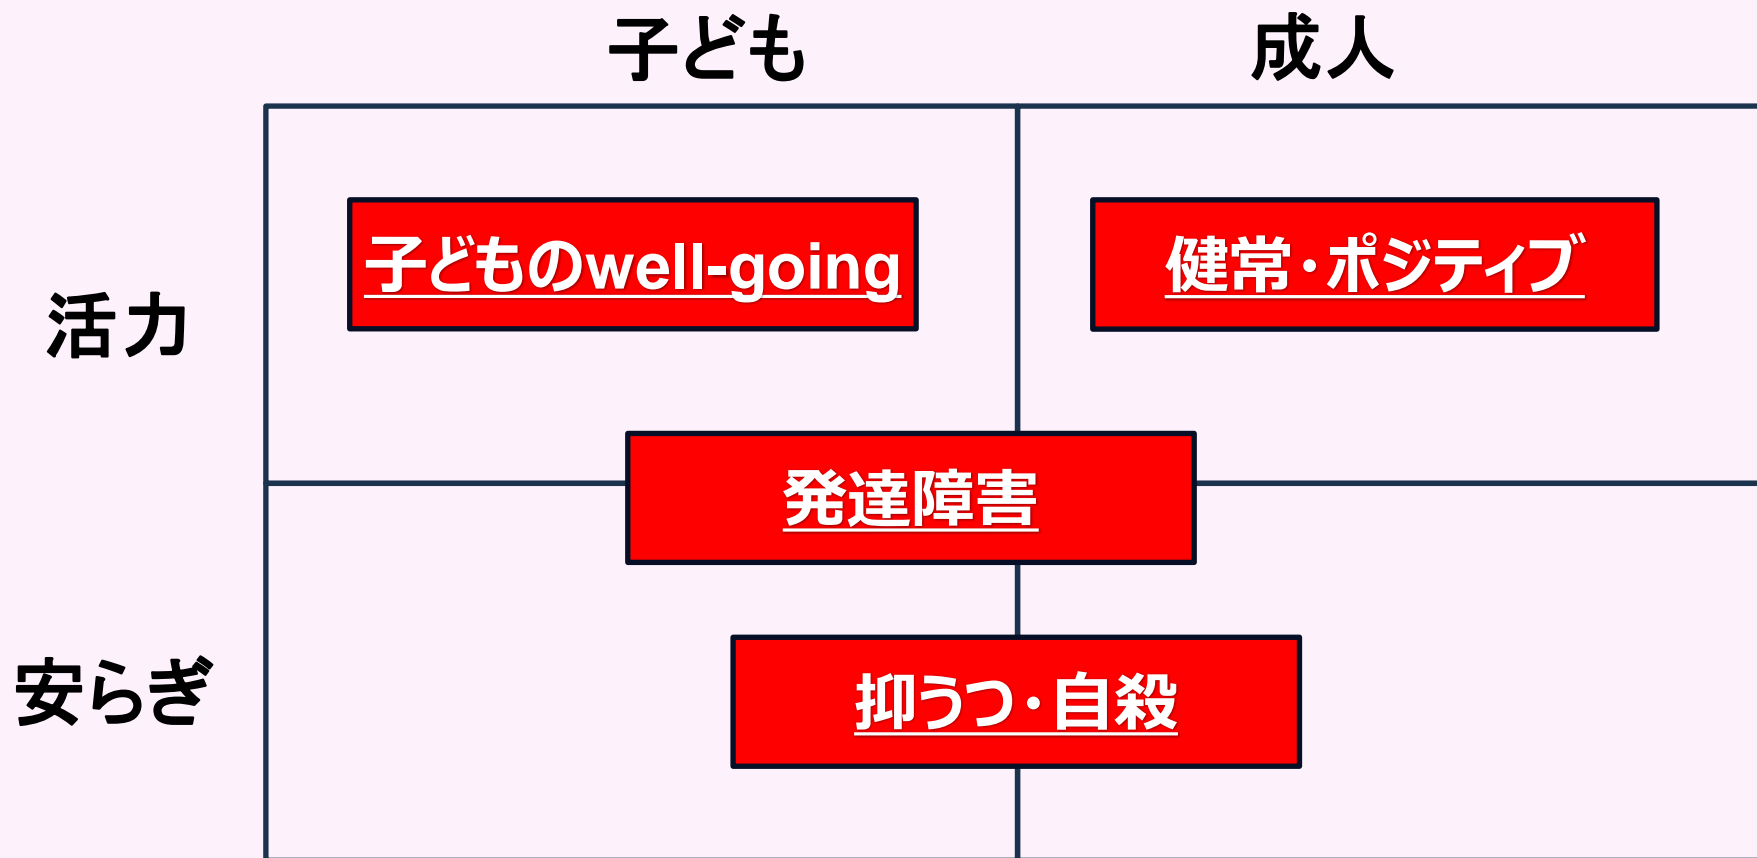 子ども
成人
活力
子どものwell-going
健常・ポジティブ
発達障害
安らぎ
抑うつ・自殺